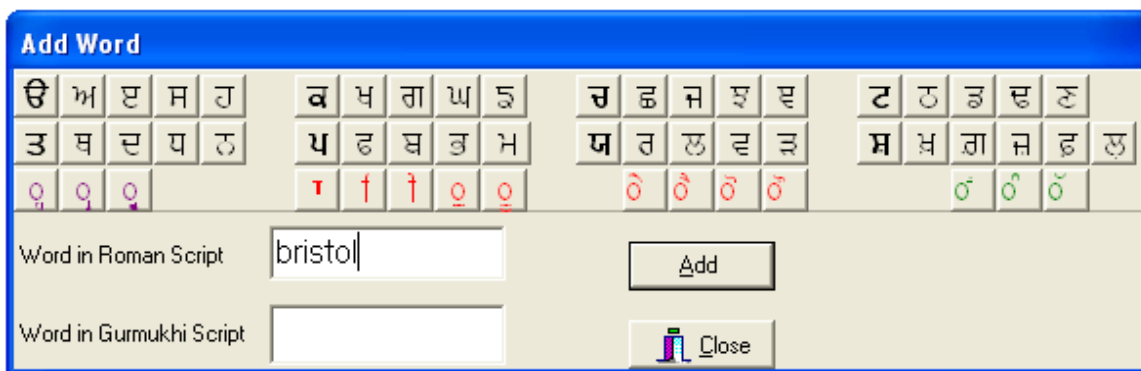 Add Word
ੳ ਅ ੲ ਸ ਹ ਕ ਖ ਗ ਘ ਙ ਚ ਛ ਜ ਝ ਞ ਟ ਠ ਡ ਢ ਣ
ਤ ਥ ਦ ਧ ਨ ਪ ਫ ਬ ਭ ਮ ਯ ਰ ਲ ਵ ੜ ਸ਼ ਖ਼ ਗ਼ ਜ਼ ਫ਼ ਲ਼
੍ਹ ੍ਰ ੍ਵ ਾ ਿ ੀ ੁ ੂ ੇ ੈ ੋ ੌ ਂ ੰ ੱ
Word in Roman Script bristol Add
Word in Gurmukhi Script Close